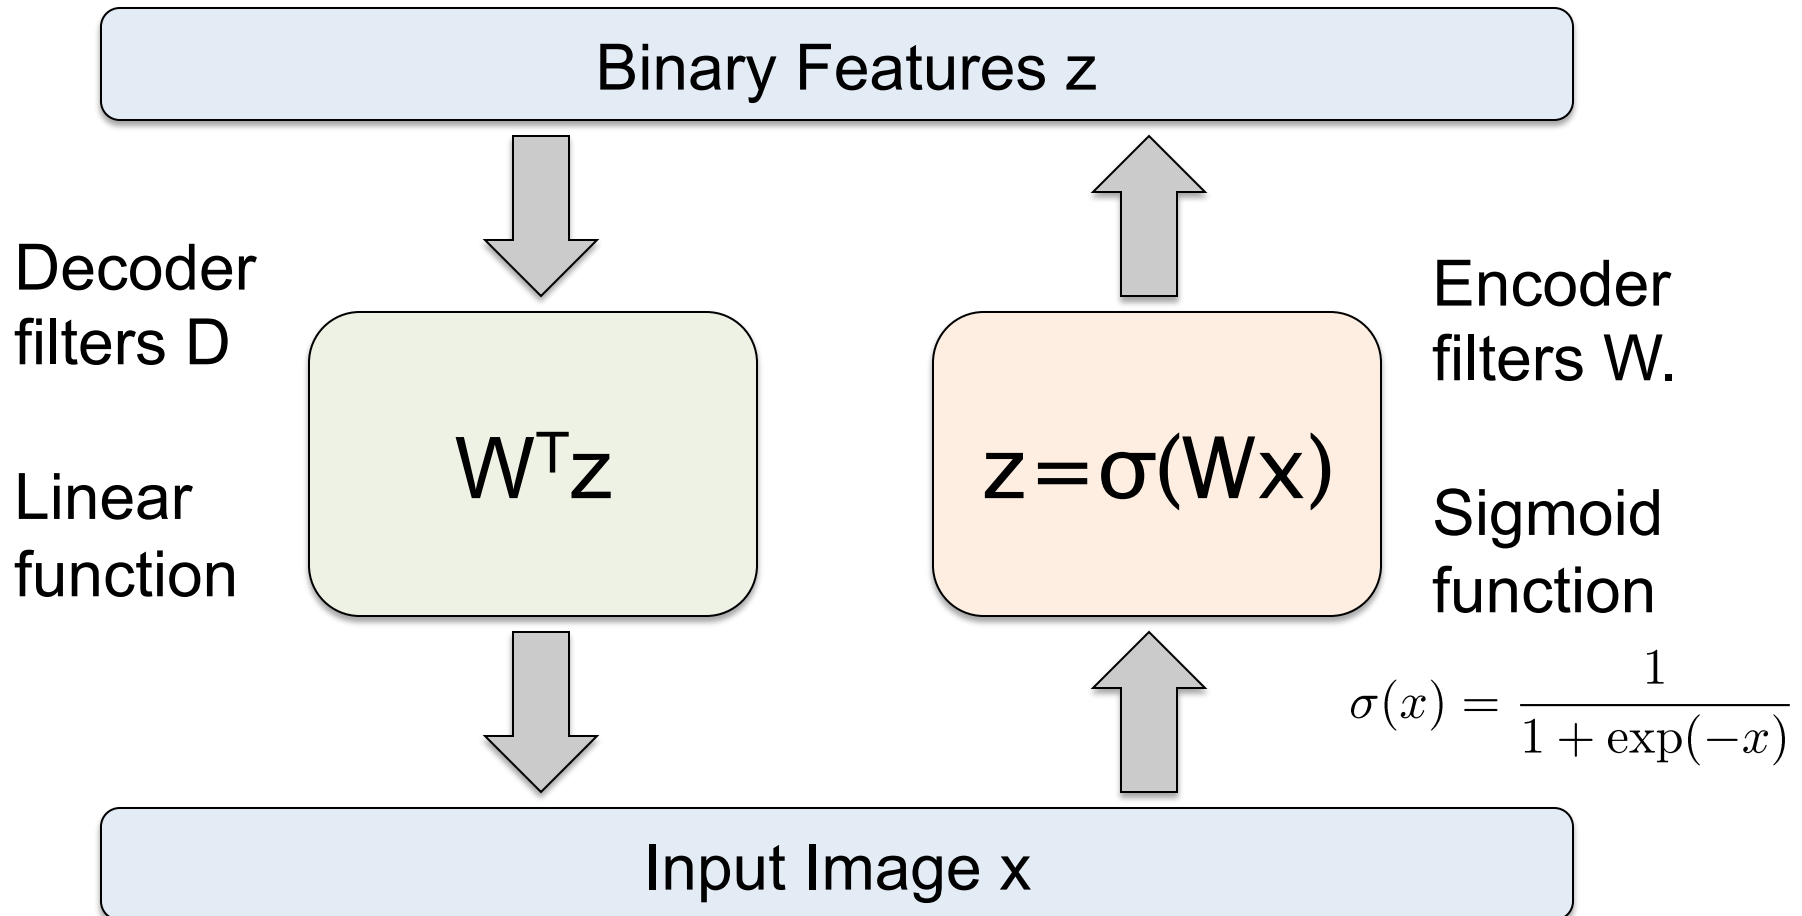 Binary Features z
Decoder
filters D
Linear
function
Wᵀz
z=σ(Wx)
Encoder
filters W.
Sigmoid
function
σ(x) = 1 / (1 + exp(−x))
Input Image x